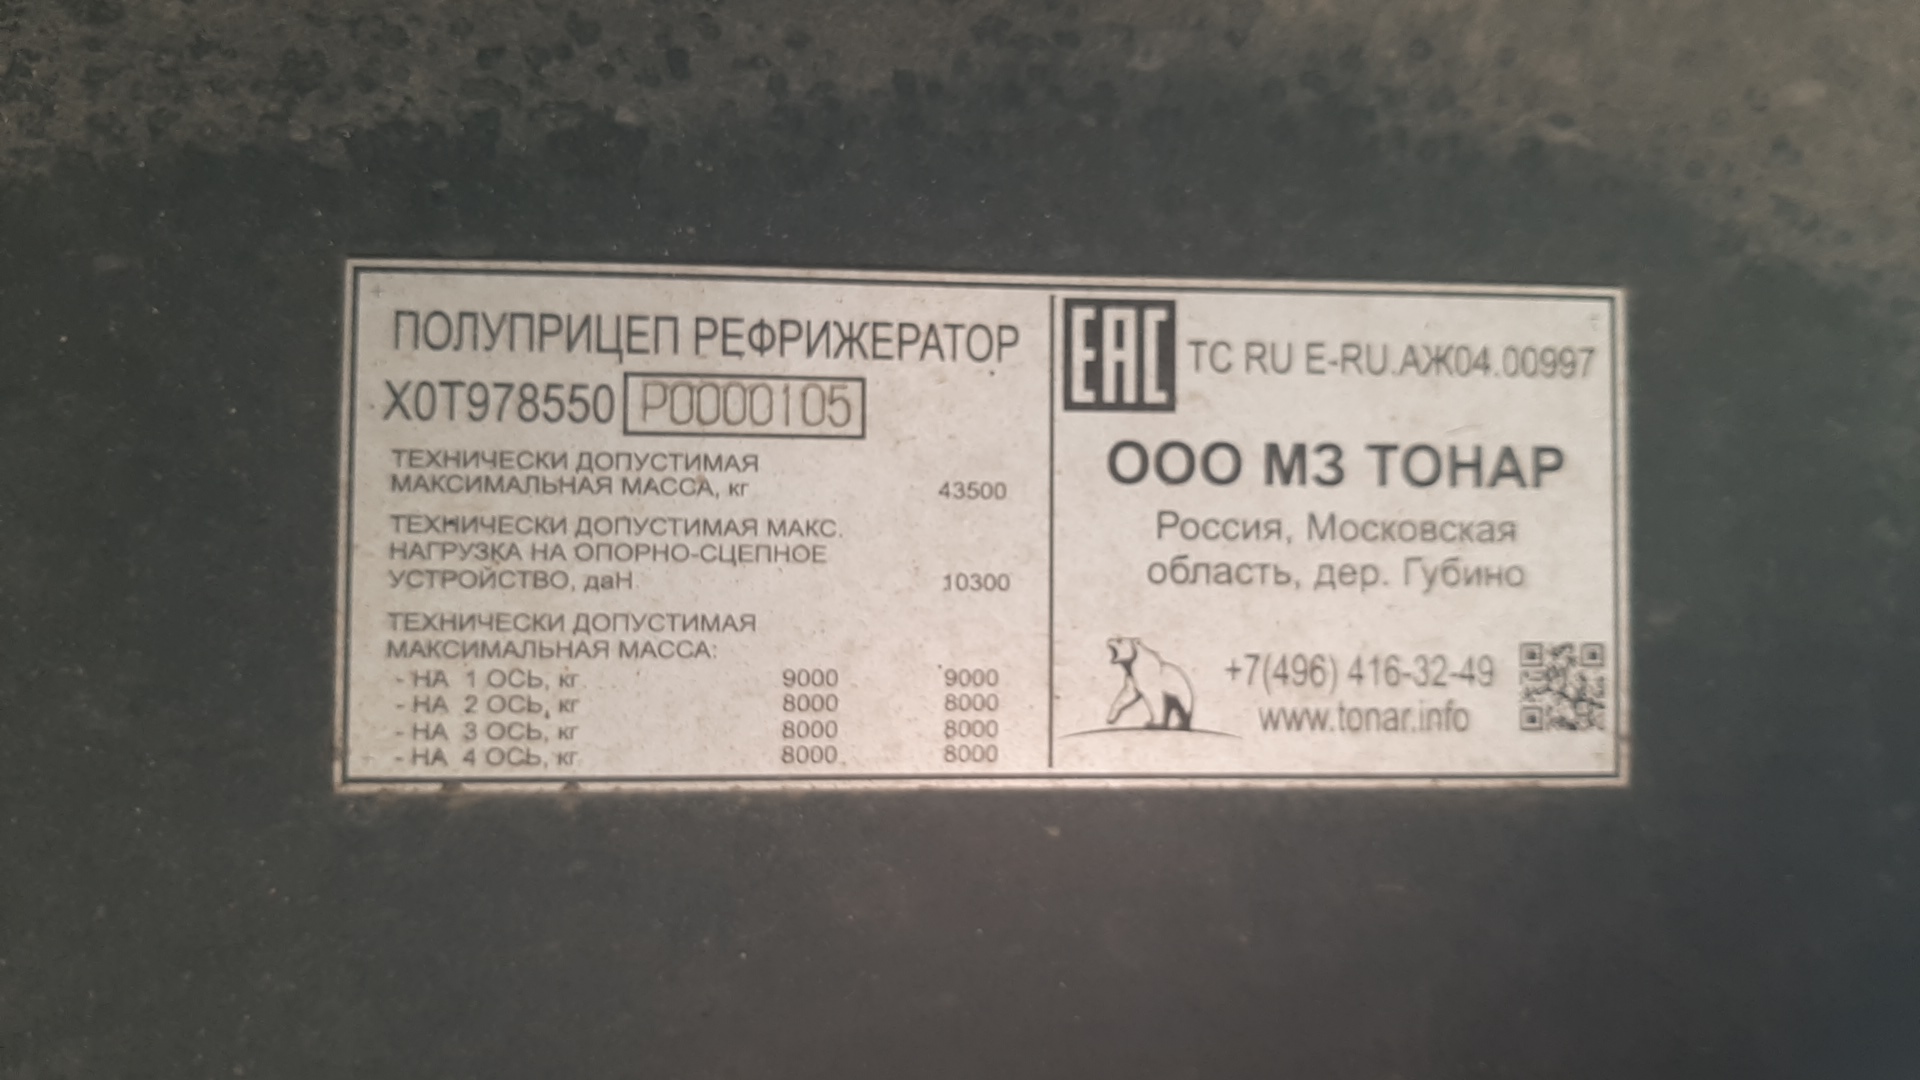 ПОЛУПРИЦЕП РЕФРИЖЕРАТОР
X0T978550 P0000105
ТЕХНИЧЕСКИ ДОПУСТИМАЯ
МАКСИМАЛЬНАЯ МАССА, кг 43500
ТЕХНИЧЕСКИ ДОПУСТИМАЯ МАКС.
НАГРУЗКА НА ОПОРНО-СЦЕПНОЕ
УСТРОЙСТВО, даН 10300
ТЕХНИЧЕСКИ ДОПУСТИМАЯ
МАКСИМАЛЬНАЯ МАССА:
- НА 1 ОСЬ, кг 9000 9000
- НА 2 ОСЬ, кг 8000 8000
- НА 3 ОСЬ, кг 8000 8000
- НА 4 ОСЬ, кг 8000 8000
EAC TC RU E-RU.АЖ04.00997
ООО МЗ ТОНАР
Россия, Московская
область, дер. Губино
+7(496) 416-32-49
www.tonar.info